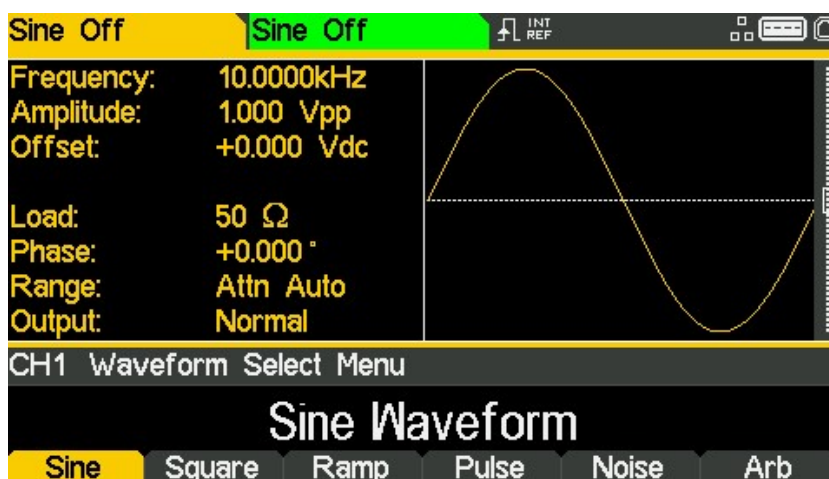 Sine Off
Sine Off
INT
REF
Frequency: 10.0000kHz
Amplitude: 1.000 Vpp
Offset: +0.000 Vdc
Load: 50 Ω
Phase: +0.000 °
Range: Attn Auto
Output: Normal
CH1 Waveform Select Menu
Sine Waveform
Sine Square Ramp Pulse Noise Arb